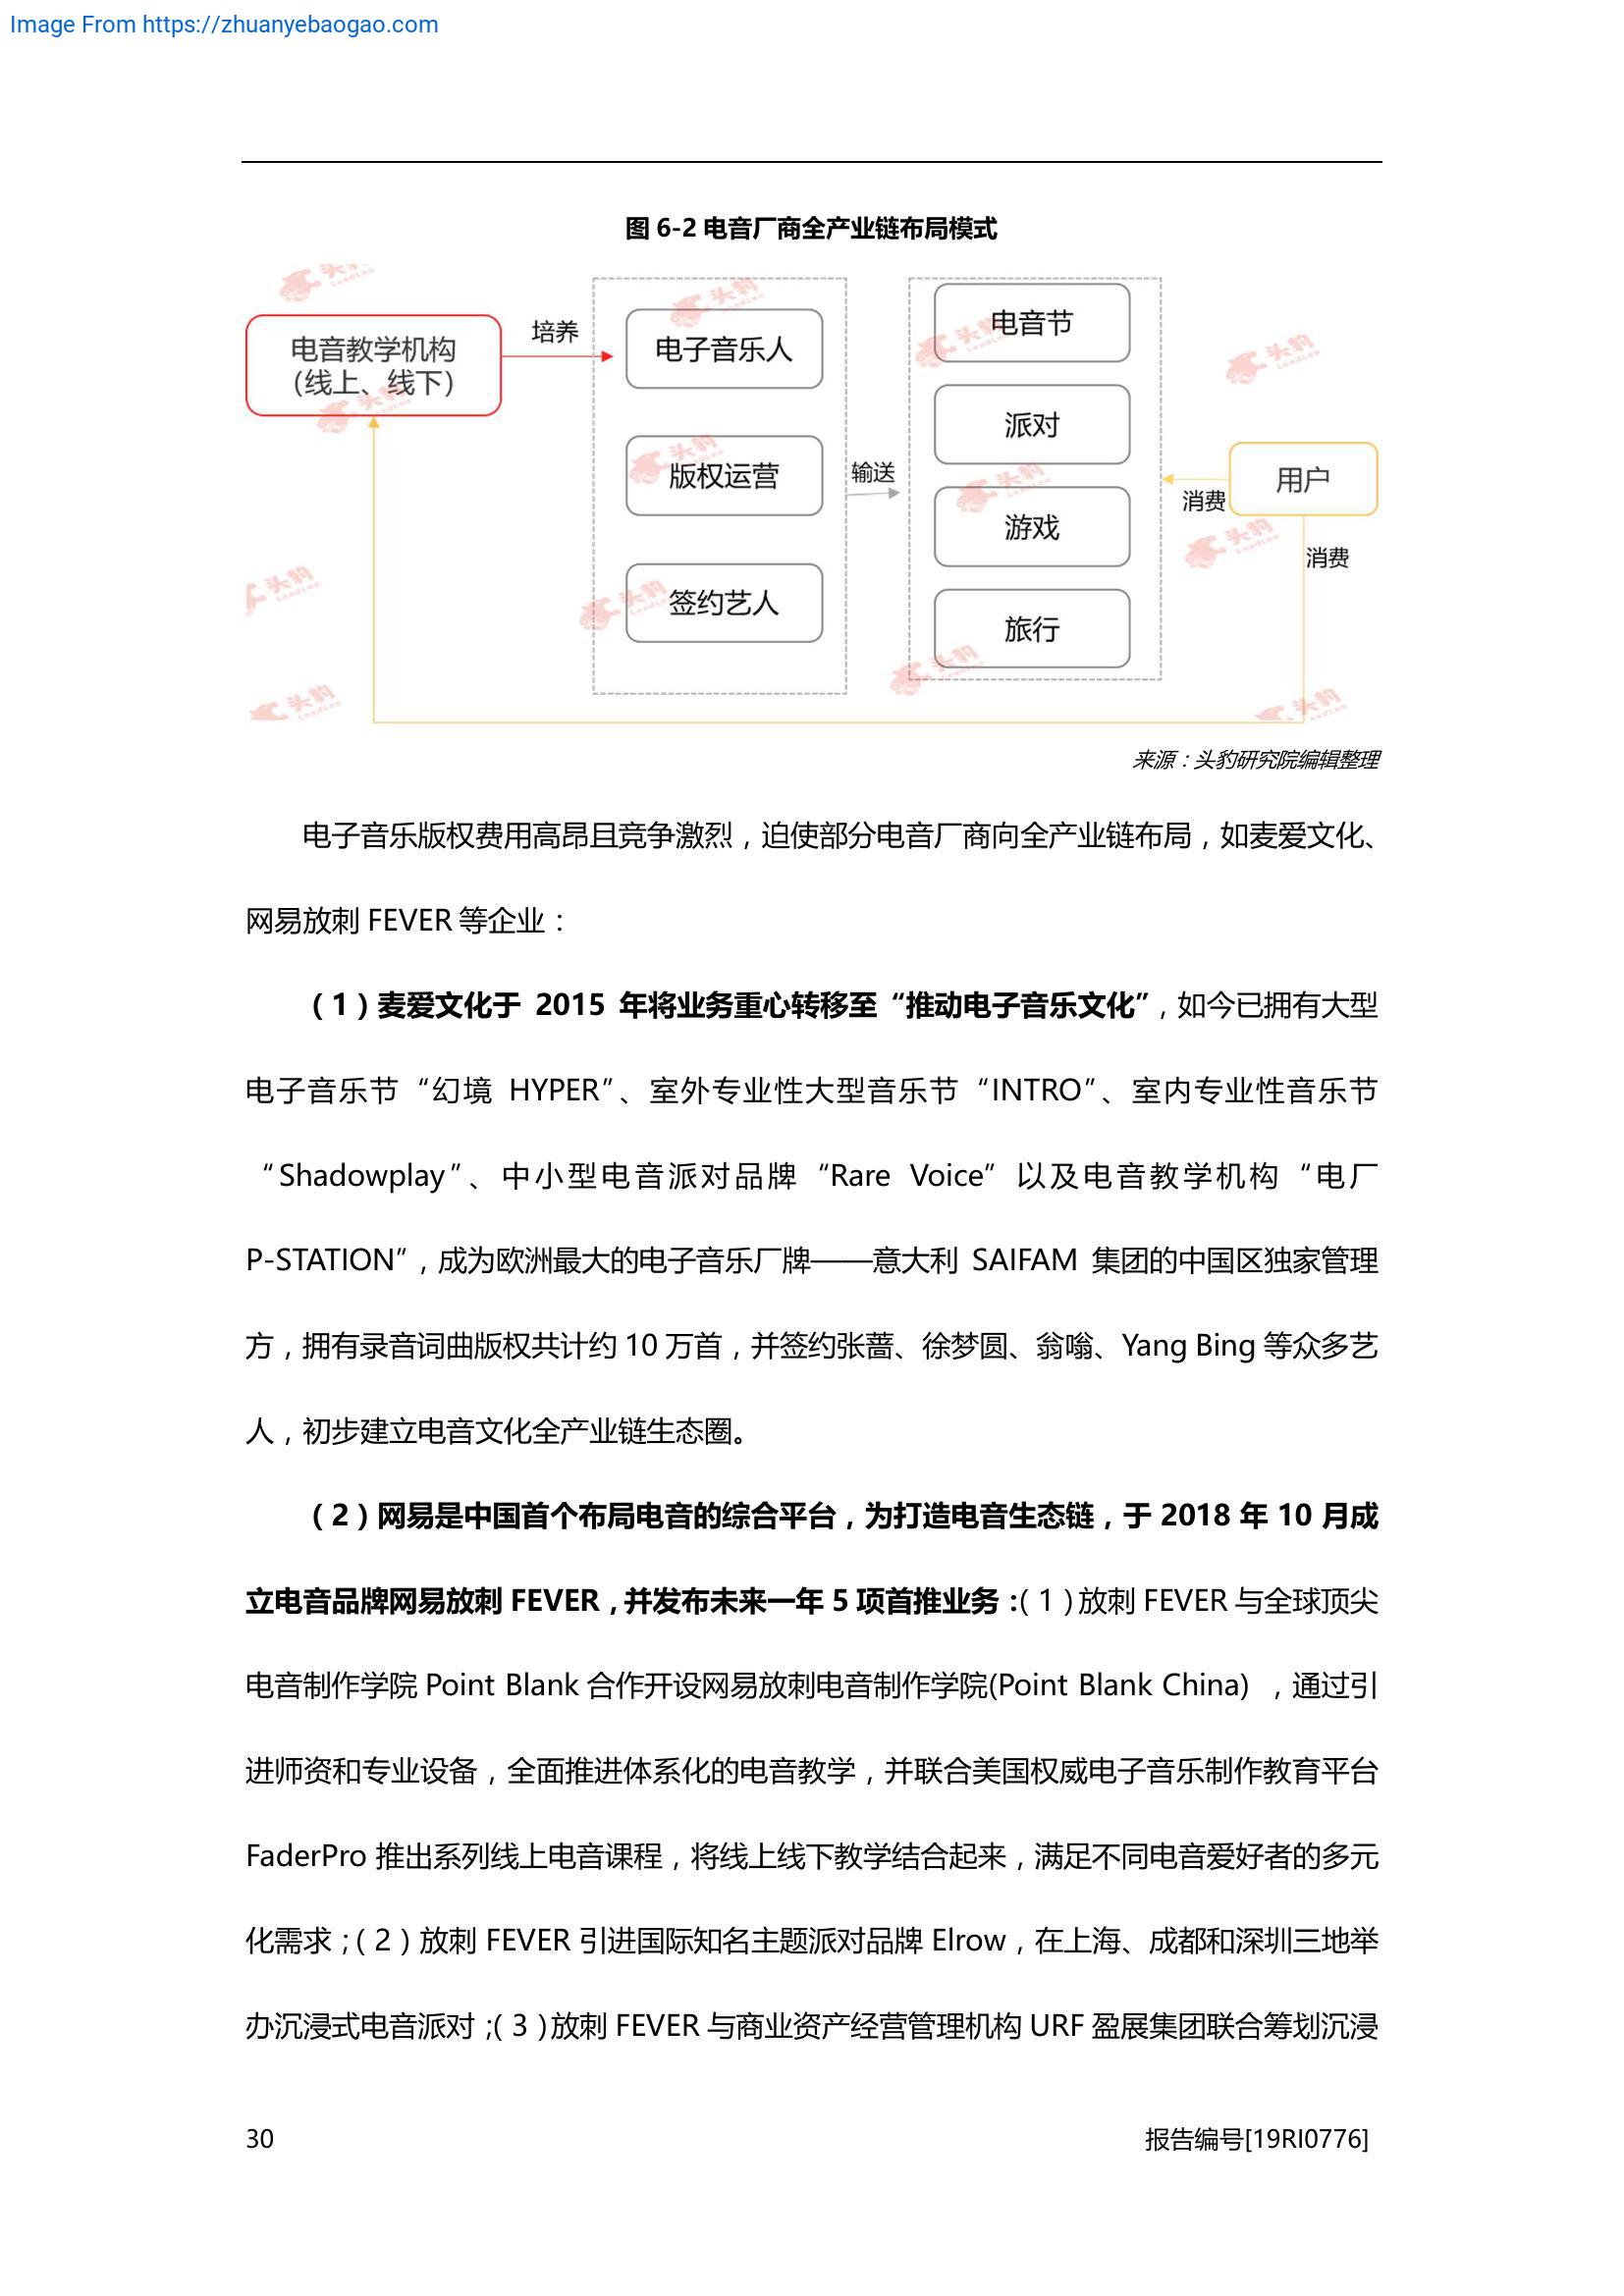 Image From https://zhuanyebaogao.com
图 6-2 电音厂商全产业链布局模式
电音教学机构
（线上、线下）
培养
电子音乐人
版权运营
签约艺人
输送
电音节
派对
游戏
旅行
用户
消费
消费
来源：头豹研究院编辑整理
电子音乐版权费用高昂且竞争激烈，迫使部分电音厂商向全产业链布局，如麦爱文化、
网易放刺 FEVER 等企业：
（1）麦爱文化于 2015 年将业务重心转移至“推动电子音乐文化”，如今已拥有大型
电子音乐节“幻境 HYPER”、室外专业性大型音乐节“INTRO”、室内专业性音乐节
“Shadowplay”、中小型电音派对品牌“Rare Voice”以及电音教学机构“电厂
P-STATION”，成为欧洲最大的电子音乐厂牌——意大利 SAIFAM 集团的中国区独家管理
方，拥有录音词曲版权共计约 10 万首，并签约张蔷、徐梦圆、翁嗡、Yang Bing 等众多艺
人，初步建立电音文化全产业链生态圈。
（2）网易是中国首个布局电音的综合平台，为打造电音生态链，于 2018 年 10 月成
立电音品牌网易放刺 FEVER，并发布未来一年 5 项首推业务：（1）放刺 FEVER 与全球顶尖
电音制作学院 Point Blank 合作开设网易放刺电音制作学院(Point Blank China) ，通过引
进师资和专业设备，全面推进体系化的电音教学，并联合美国权威电子音乐制作教育平台
FaderPro 推出系列线上电音课程，将线上线下教学结合起来，满足不同电音爱好者的多元
化需求；（2）放刺 FEVER 引进国际知名主题派对品牌 Elrow，在上海、成都和深圳三地举
办沉浸式电音派对；（3）放刺 FEVER 与商业资产经营管理机构 URF 盈展集团联合筹划沉浸
30
报告编号[19RI0776]